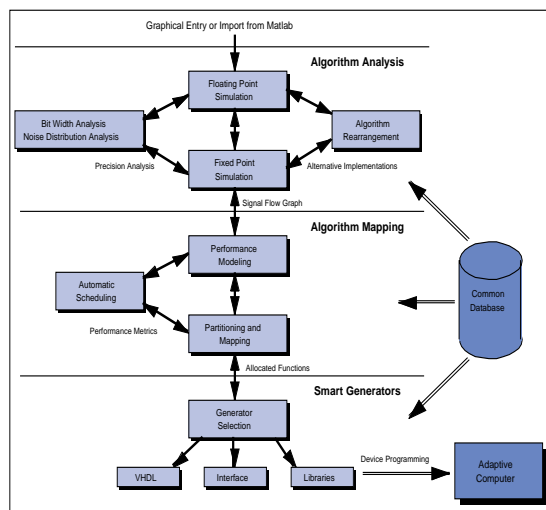 Graphical Entry or Import from Matlab
Algorithm Analysis
Floating Point
Simulation
Bit Width Analysis
Noise Distribution Analysis
Algorithm
Rearrangement
Precision Analysis
Fixed Point
Simulation
Alternative Implementations
Signal Flow Graph
Algorithm Mapping
Performance
Modeling
Automatic
Scheduling
Common
Database
Performance Metrics
Partitioning and
Mapping
Allocated Functions
Smart Generators
Generator
Selection
VHDL
Interface
Libraries
Device Programming
Adaptive
Computer